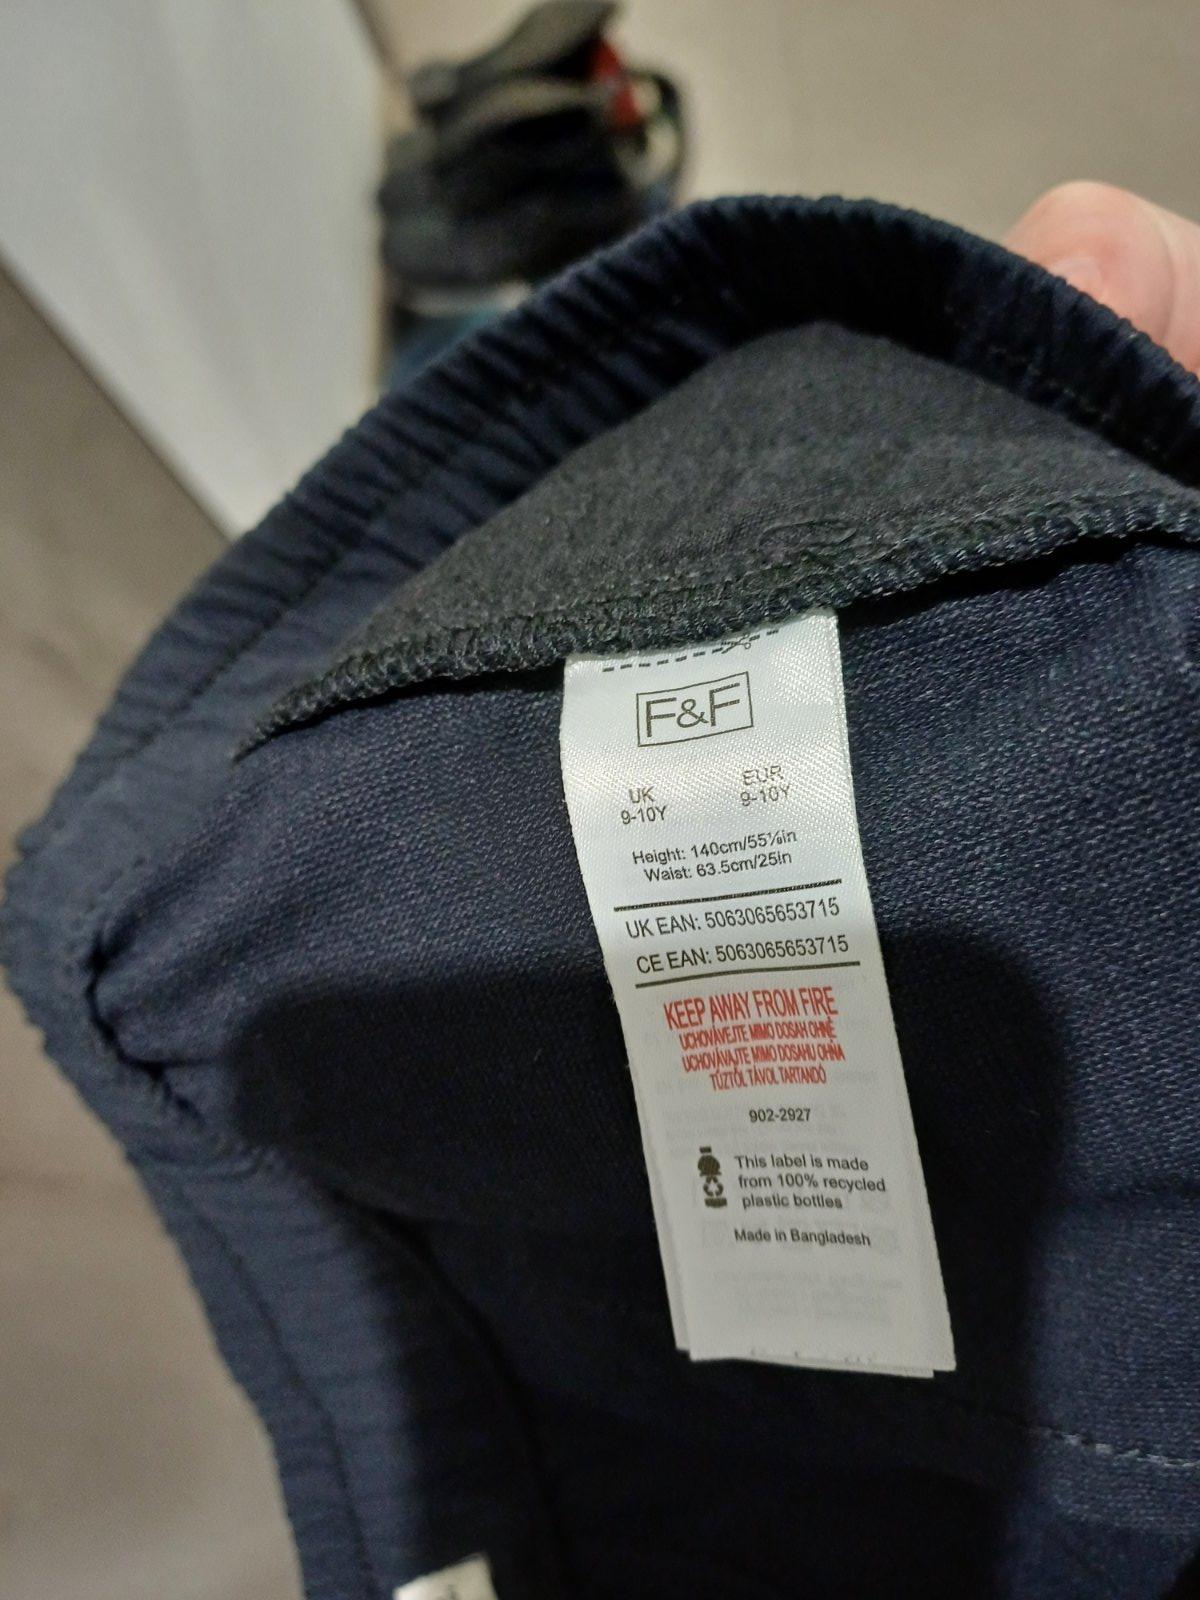 F&F
UK EUR
9-10Y 9-10Y
Height: 140cm/55⅛in
Waist: 63.5cm/25in
UK EAN: 5063065653715
CE EAN: 5063065653715
KEEP AWAY FROM FIRE
UCHOVÁVEJTE MIMO DOSAH OHNĚ
UCHOVÁVAJTE MIMO DOSAHU OHŇA
TŰZTŐL TÁVOL TARTANDÓ
902-2927
This label is made
from 100% recycled
plastic bottles
Made in Bangladesh